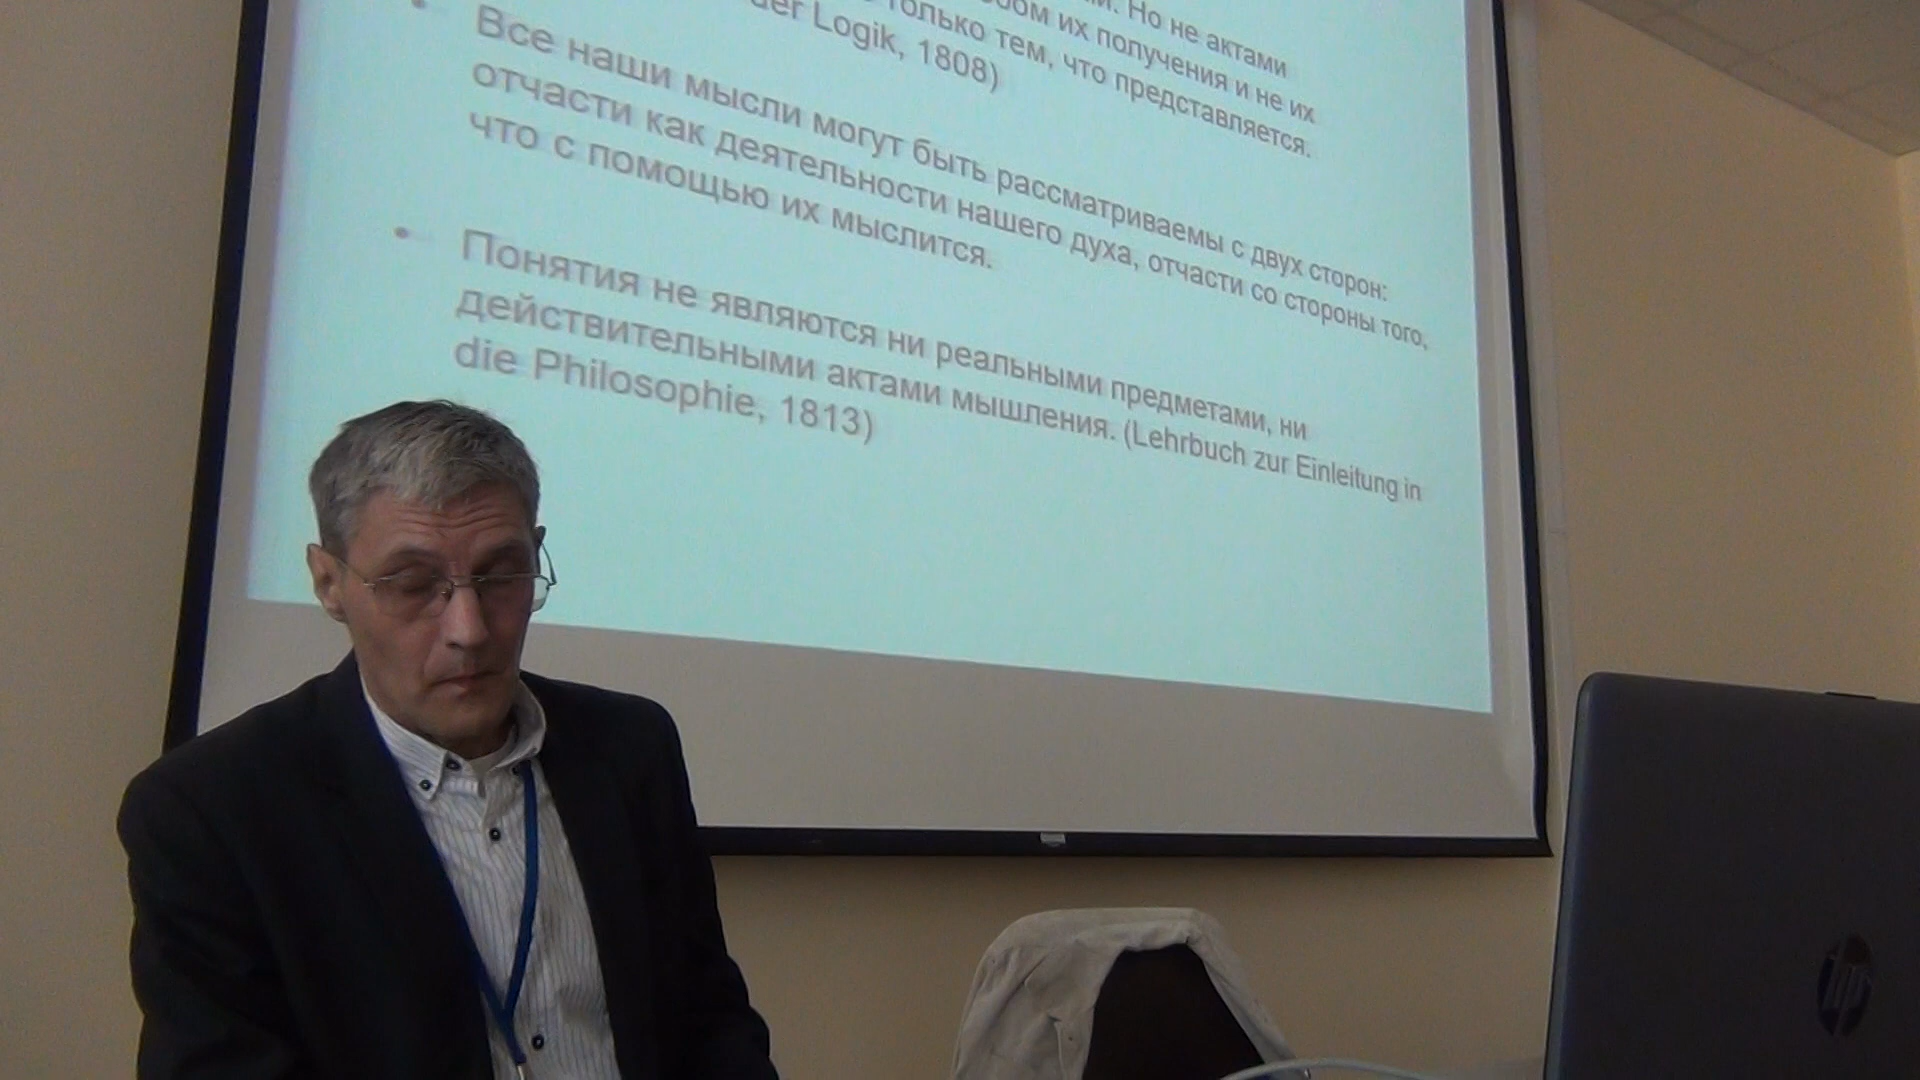 Но не актами
их получения и не их
только тем, что представляется.
der Logik, 1808)
Все наши мысли могут быть рассматриваемы с двух сторон:
отчасти как деятельности нашего духа, отчасти со стороны того,
что с помощью их мыслится.
Понятия не являются ни реальными предметами, ни
действительными актами мышления. (Lehrbuch zur Einleitung in
die Philosophie, 1813)
hp